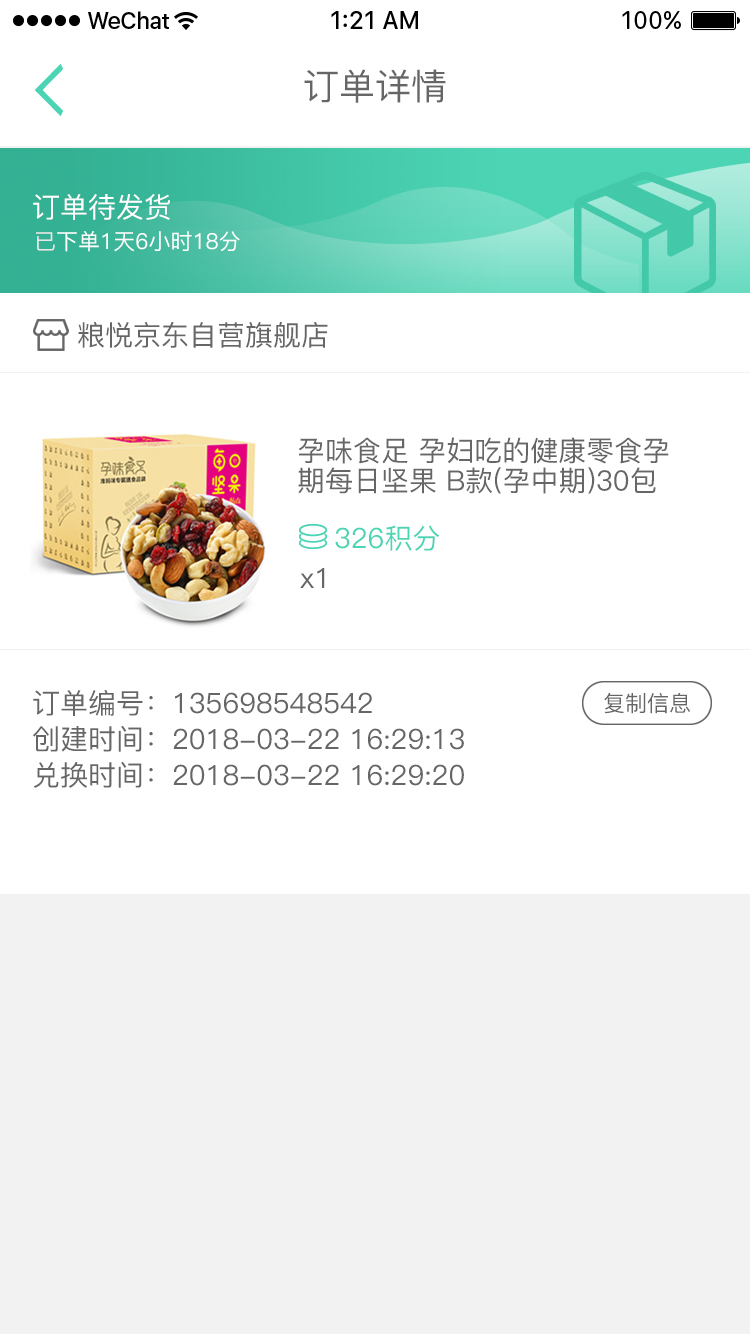 WeChat 1:21 AM 100%
订单详情
订单待发货
已下单1天6小时18分
粮悦京东自营旗舰店
孕味食足
每日
坚果
孕味食足 孕妇吃的健康零食孕
期每日坚果 B款(孕中期)30包
326积分
x1
订单编号：135698548542
复制信息
创建时间：2018-03-22 16:29:13
兑换时间：2018-03-22 16:29:20